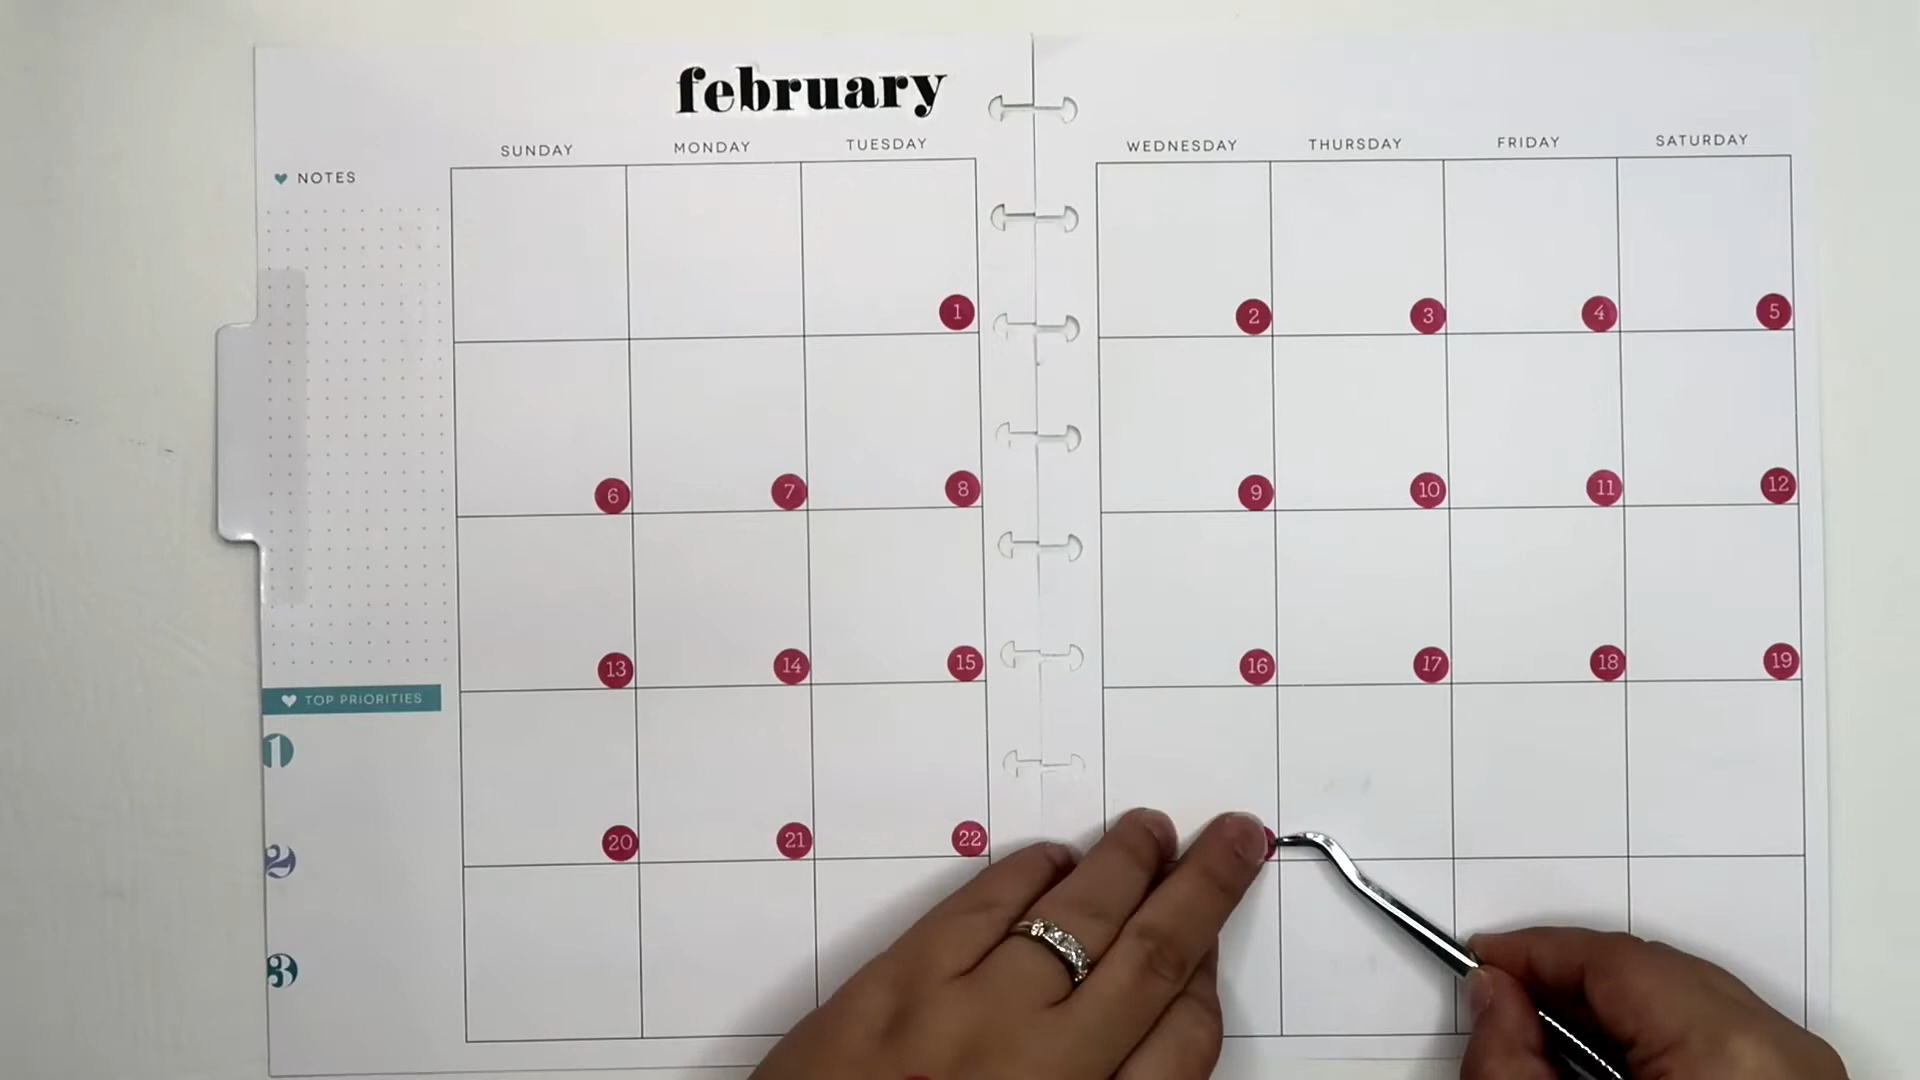 february
SUNDAY MONDAY TUESDAY WEDNESDAY THURSDAY FRIDAY SATURDAY
NOTES
1 2 3 4 5
6 7 8 9 10 11 12
13 14 15 16 17 18 19
TOP PRIORITIES
1
20 21 22
2
3